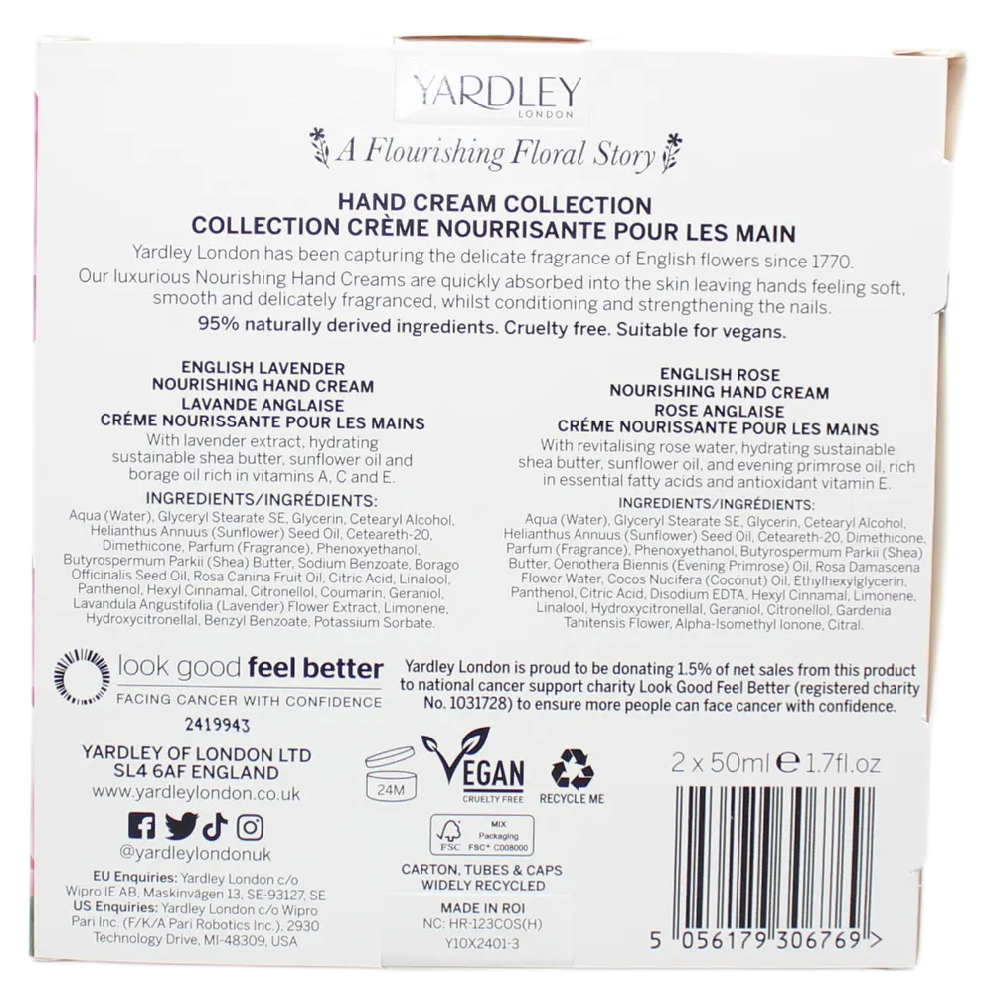 YARDLEY
LONDON
A Flourishing Floral Story
HAND CREAM COLLECTION
COLLECTION CRÈME NOURRISANTE POUR LES MAIN
Yardley London has been capturing the delicate fragrance of English flowers since 1770.
Our luxurious Nourishing Hand Creams are quickly absorbed into the skin leaving hands feeling soft,
smooth and delicately fragranced, whilst conditioning and strengthening the nails.
95% naturally derived ingredients. Cruelty free. Suitable for vegans.
ENGLISH LAVENDER
NOURISHING HAND CREAM
LAVANDE ANGLAISE
CRÉME NOURISSANTE POUR LES MAINS
With lavender extract, hydrating
sustainable shea butter, sunflower oil and
borage oil rich in vitamins A, C and E.
INGREDIENTS/INGRÉDIENTS:
Aqua (Water), Glyceryl Stearate SE, Glycerin, Cetearyl Alcohol,
Helianthus Annuus (Sunflower) Seed Oil, Ceteareth-20,
Dimethicone, Parfum (Fragrance), Phenoxyethanol,
Butyrospermum Parkii (Shea) Butter, Sodium Benzoate, Borago
Officinalis Seed Oil, Rosa Canina Fruit Oil, Citric Acid, Linalool,
Panthenol, Hexyl Cinnamal, Citronellol, Coumarin, Geraniol,
Lavandula Angustifolia (Lavender) Flower Extract, Limonene,
Hydroxycitronellal, Benzyl Benzoate, Potassium Sorbate.
ENGLISH ROSE
NOURISHING HAND CREAM
ROSE ANGLAISE
CRÉME NOURISSANTE POUR LES MAINS
With revitalising rose water, hydrating sustainable
shea butter, sunflower oil, and evening primrose oil, rich
in essential fatty acids and antioxidant vitamin E.
INGREDIENTS/INGRÉDIENTS:
Aqua (Water), Glyceryl Stearate SE, Glycerin, Cetearyl Alcohol,
Helianthus Annuus (Sunflower) Seed Oil, Ceteareth-20, Dimethicone,
Parfum (Fragrance), Phenoxyethanol, Butyrospermum Parkii (Shea)
Butter, Oenothera Biennis (Evening Primrose) Oil, Rosa Damascena
Flower Water, Cocos Nucifera (Coconut) Oil, Ethylhexylglycerin,
Panthenol, Citric Acid, Disodium EDTA, Hexyl Cinnamal, Limonene,
Linalool, Hydroxycitronellal, Geraniol, Citronellol, Gardenia
Tahitensis Flower, Alpha-Isomethyl Ionone, Citral.
look good feel better
FACING CANCER WITH CONFIDENCE
Yardley London is proud to be donating 1.5% of net sales from this product
to national cancer support charity Look Good Feel Better (registered charity
No. 1031728) to ensure more people can face cancer with confidence.
2419943
YARDLEY OF LONDON LTD
SL4 6AF ENGLAND
www.yardleylondon.co.uk
@yardleylondonuk
EU Enquiries: Yardley London c/o
Wipro IE AB, Maskinvägen 13, SE-93127, SE
US Enquiries: Yardley London c/o Wipro
Pari Inc. (F/K/A Pari Robotics Inc.), 2930
Technology Drive, MI-48309, USA
24M
VEGAN
CRUELTY FREE
RECYCLE ME
FSC
MIX
Packaging
FSC® C008000
CARTON, TUBES & CAPS
WIDELY RECYCLED
MADE IN ROI
NC: HR-123COS(H)
Y10X2401-3
2 x 50ml ℮ 1.7fl.oz
5 056179 306769 >